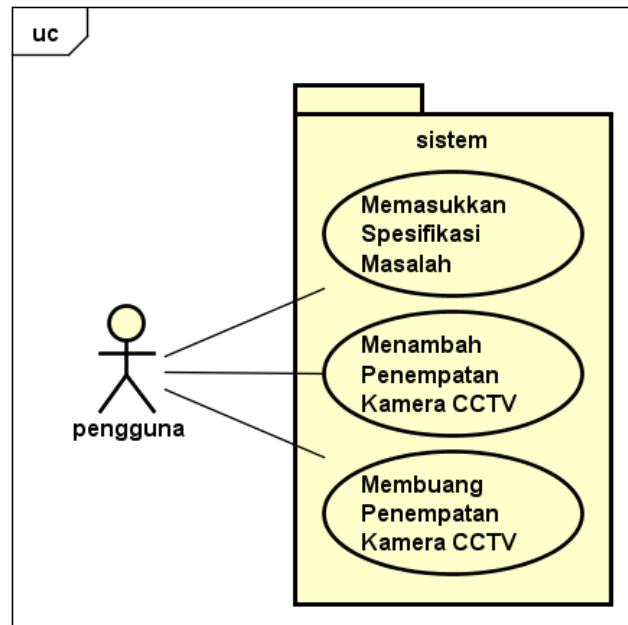 uc
sistem
Memasukkan
Spesifikasi
Masalah
Menambah
Penempatan
Kamera CCTV
pengguna
Membuang
Penempatan
Kamera CCTV